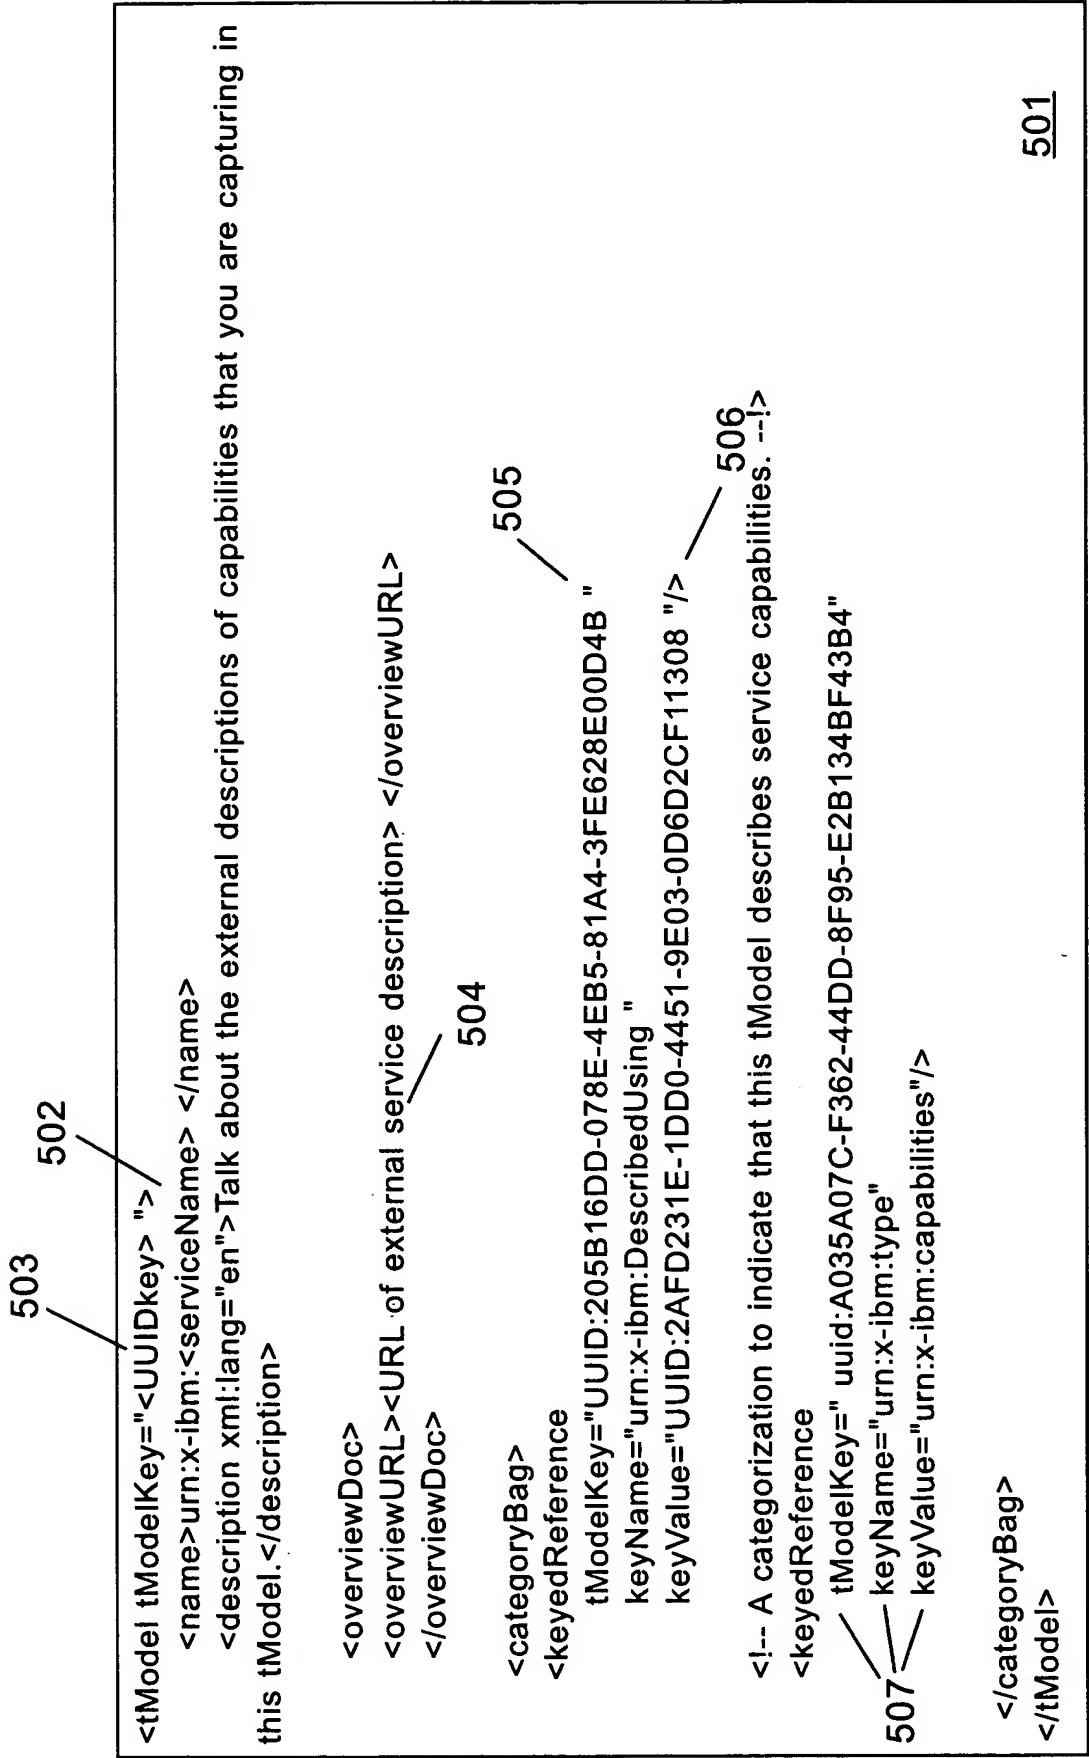 503
502
<tModel tModelKey="<UUIDkey> ">
<name>urn:x-ibm:<serviceName> </name>
<description xml:lang="en">Talk about the external descriptions of capabilities that you are capturing in
this tModel.</description>
<overviewDoc>
<overviewURL><URL of external service description> </overviewURL>
</overviewDoc>
504
505
<categoryBag>
<keyedReference
tModelKey="UUID:205B16DD-078E-4EB5-81A4-3FE628E00D4B "
keyName="urn:x-ibm:DescribedUsing "
keyValue="UUID:2AFD231E-1DD0-4451-9E03-0D6D2CF11308 "/>
506
<!-- A categorization to indicate that this tModel describes service capabilities. --!>
<keyedReference
tModelKey=" uuid:A035A07C-F362-44DD-8F95-E2B134BF43B4"
keyName="urn:x-ibm:type"
keyValue="urn:x-ibm:capabilities"/>
507
</categoryBag>
</tModel>
501